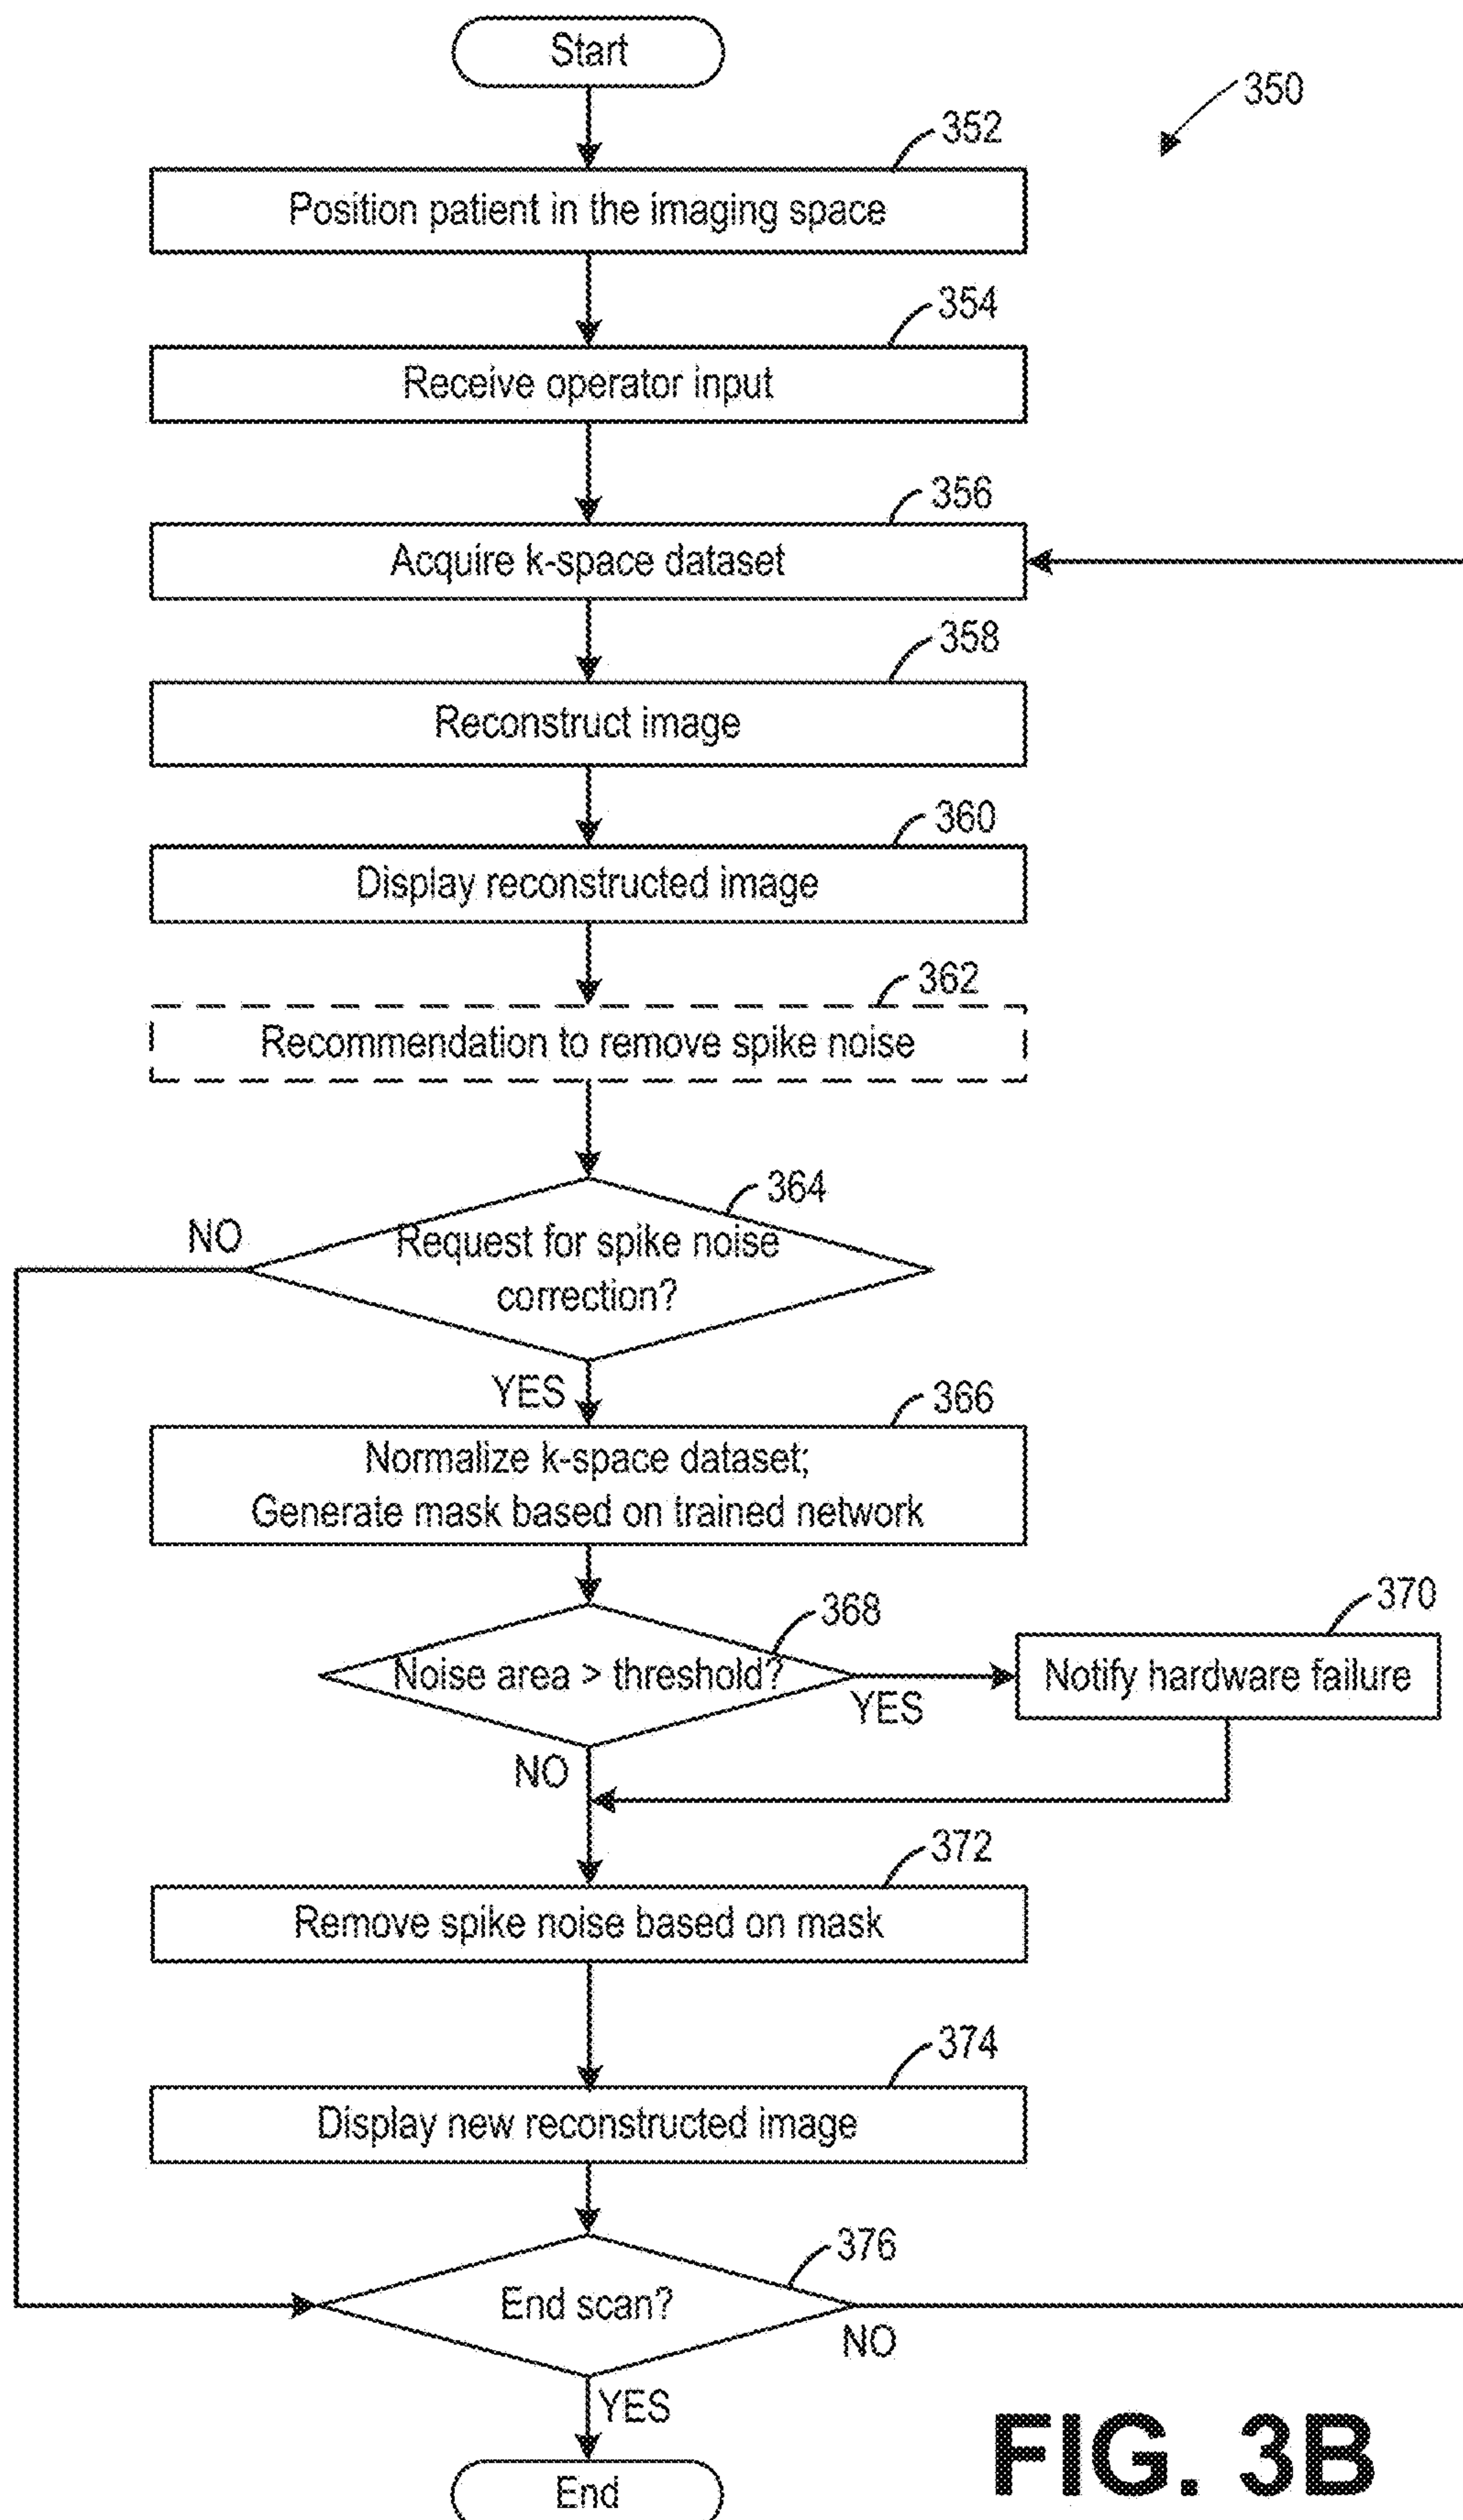 Start
350
352
Position patient in the imaging space
354
Receive operator input
356
Acquire k-space dataset
358
Reconstruct image
360
Display reconstructed image
362
Recommendation to remove spike noise
364
NO
Request for spike noise
correction?
YES
366
Normalize k-space dataset;
Generate mask based on trained network
368
370
Noise area > threshold?
Notify hardware failure
YES
NO
372
Remove spike noise based on mask
374
Display new reconstructed image
376
End scan?
NO
YES
FIG. 3B
End